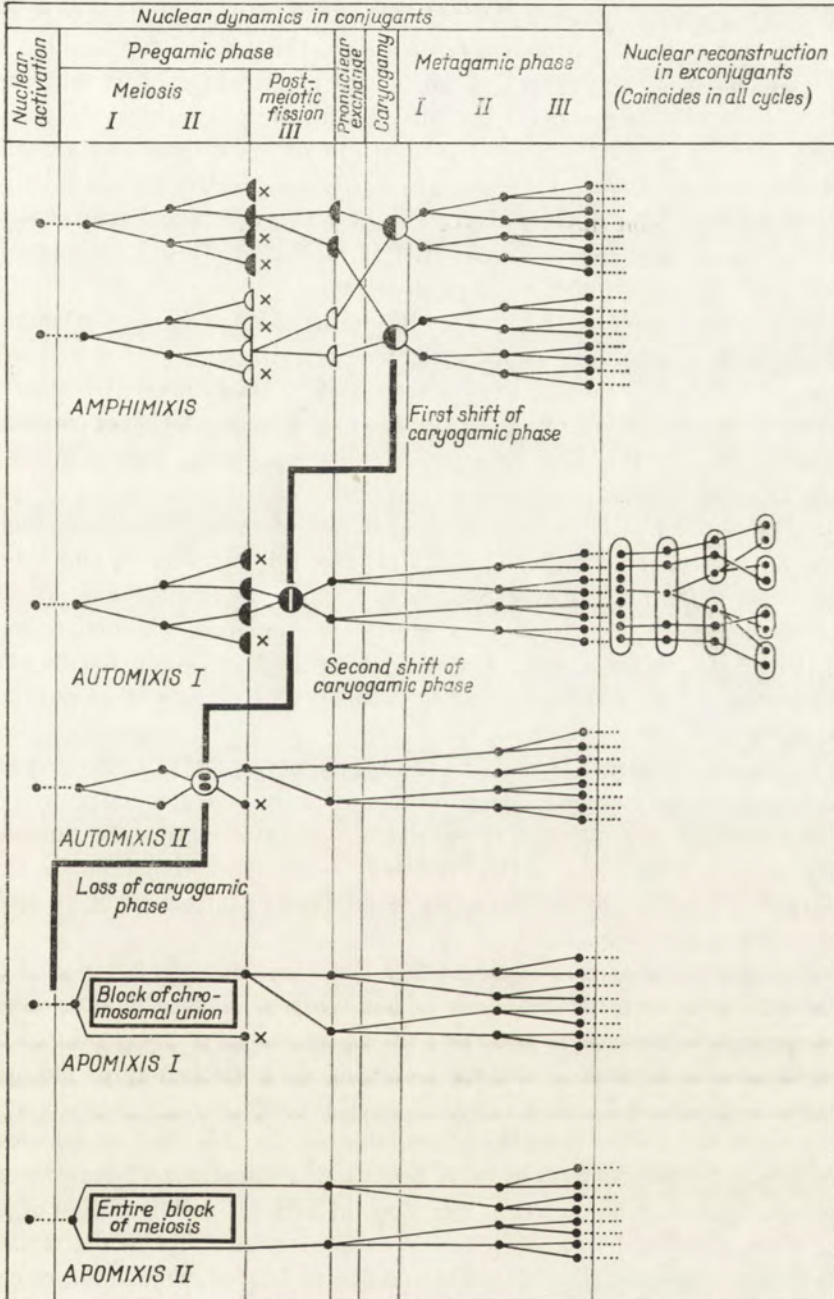 Nuclear dynamics in conjugants
Nuclear
activation
Pregamic phase
Meiosis
I II
Post-
meiotic
fission
III
Pronuclear
exchange
Caryogamy
Metagamic phase
I II III
Nuclear reconstruction
in exconjugants
(Coincides in all cycles)
AMPHIMIXIS
First shift of
caryogamic phase
AUTOMIXIS I
Second shift of
caryogamic phase
AUTOMIXIS II
Loss of caryogamic
phase
Block of chro-
mosomal union
APOMIXIS I
Entire block
of meiosis
APOMIXIS II